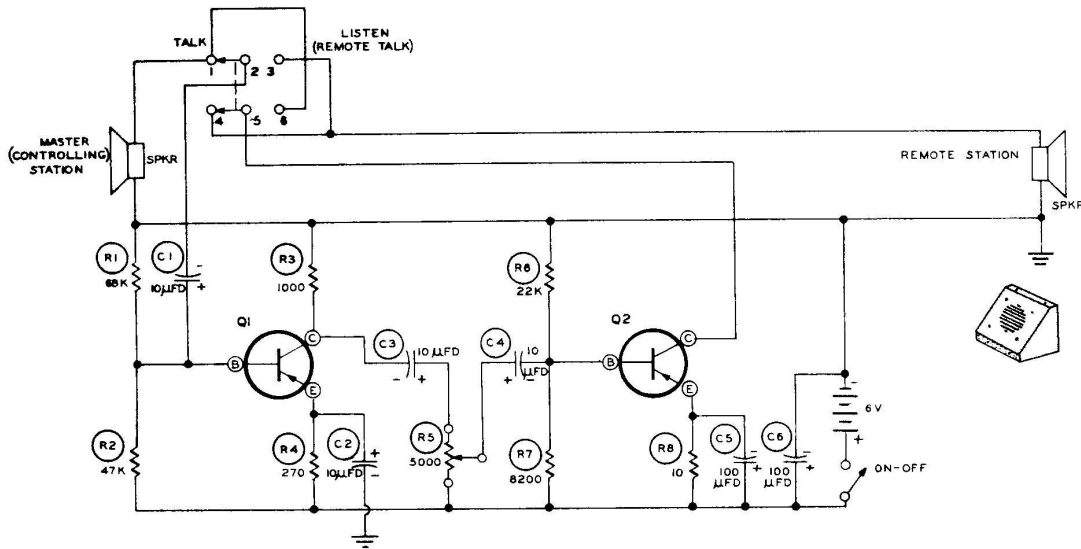 TALK
LISTEN
(REMOTE TALK)
1
2
3
4
5
6
MASTER
(CONTROLLING)
STATION
SPKR
REMOTE STATION
SPKR
R1
68K
C1
-
+
10µFD
R3
1000
R6
22K
Q1
B
C
E
C3
10µFD
-
+
C4
10
µFD
+
-
Q2
B
C
E
R2
47K
R4
270
C2
+
-
10µFD
R5
5000
R7
8200
R8
10
C5
-
+
100
µFD
C6
-
+
100
µFD
-
6V
+
ON-OFF